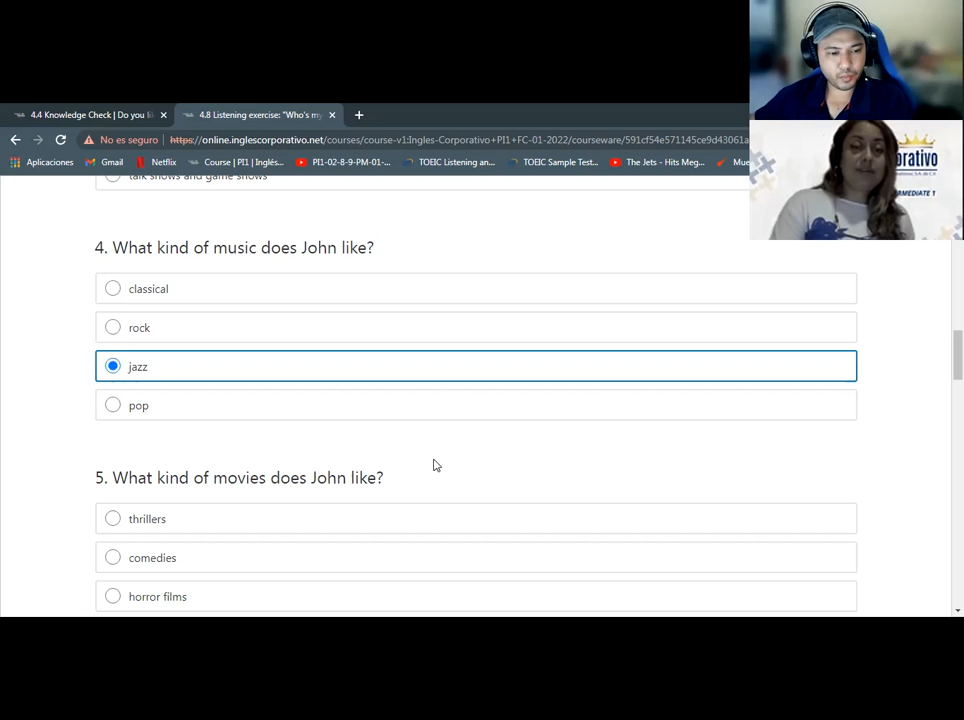 4.4 Knowledge Check | Do you li
4.8 Listening exercise: "Who's my
No es seguro
https://online.inglescorporativo.net/courses/course-v1:Ingles-Corporativo+PI1+FC-01-2022/courseware/591cf54e571145ce9d43061a
Aplicaciones
Gmail
Netflix
Course | PI1 | Inglés...
PI1-02-8-9-PM-01-...
TOEIC Listening an...
TOEIC Sample Test...
The Jets - Hits Meg...
Mue
orativo
talk shows and game shows
4. What kind of music does John like?
classical
rock
jazz
pop
5. What kind of movies does John like?
thrillers
comedies
horror films